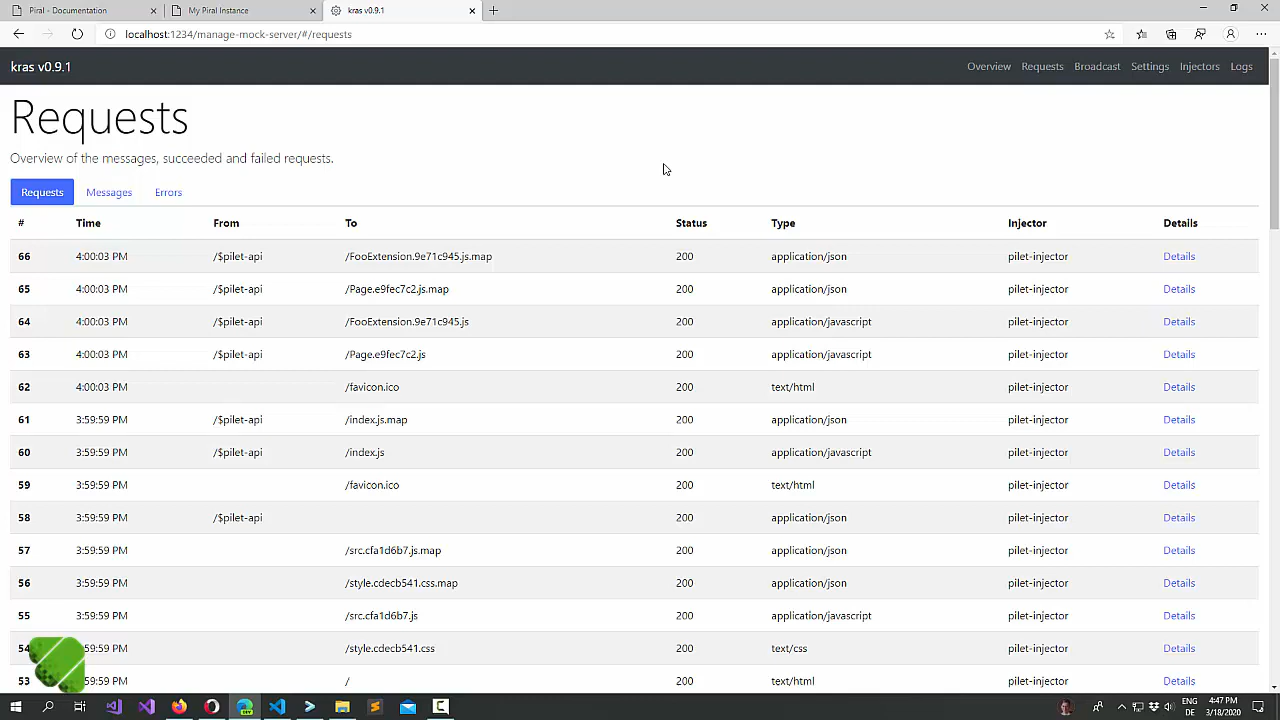 Piral - Documentation
My Piral Instance
kras v0.9.1
localhost:1234/manage-mock-server/#/requests
kras v0.9.1 Overview Requests Broadcast Settings Injectors Logs
Requests
Overview of the messages, succeeded and failed requests.
Requests Messages Errors
# Time From To Status Type Injector Details
66 4:00:03 PM /$pilet-api /FooExtension.9e71c945.js.map 200 application/json pilet-injector Details
65 4:00:03 PM /$pilet-api /Page.e9fec7c2.js.map 200 application/json pilet-injector Details
64 4:00:03 PM /$pilet-api /FooExtension.9e71c945.js 200 application/javascript pilet-injector Details
63 4:00:03 PM /$pilet-api /Page.e9fec7c2.js 200 application/javascript pilet-injector Details
62 4:00:03 PM /favicon.ico 200 text/html pilet-injector Details
61 3:59:59 PM /$pilet-api /index.js.map 200 application/json pilet-injector Details
60 3:59:59 PM /$pilet-api /index.js 200 application/javascript pilet-injector Details
59 3:59:59 PM /favicon.ico 200 text/html pilet-injector Details
58 3:59:59 PM /$pilet-api 200 application/json pilet-injector Details
57 3:59:59 PM /src.cfa1d6b7.js.map 200 application/json pilet-injector Details
56 3:59:59 PM /style.cdecb541.css.map 200 application/json pilet-injector Details
55 3:59:59 PM /src.cfa1d6b7.js 200 application/javascript pilet-injector Details
54 3:59:59 PM /style.cdecb541.css 200 text/css pilet-injector Details
53 3:59:59 PM / 200 text/html pilet-injector Details
ENG 4:47 PM
DE 3/18/2020